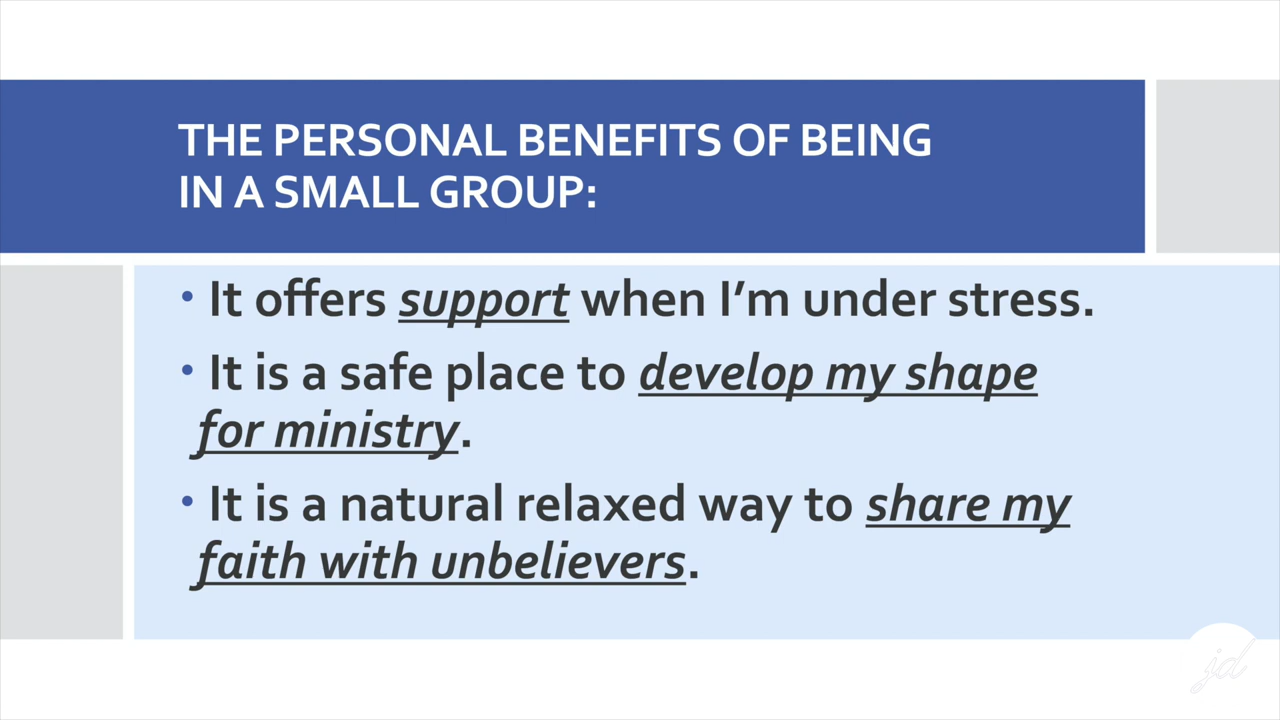 THE PERSONAL BENEFITS OF BEING
IN A SMALL GROUP:
• It offers support when I’m under stress.
• It is a safe place to develop my shape
for ministry.
• It is a natural relaxed way to share my
faith with unbelievers.
jd